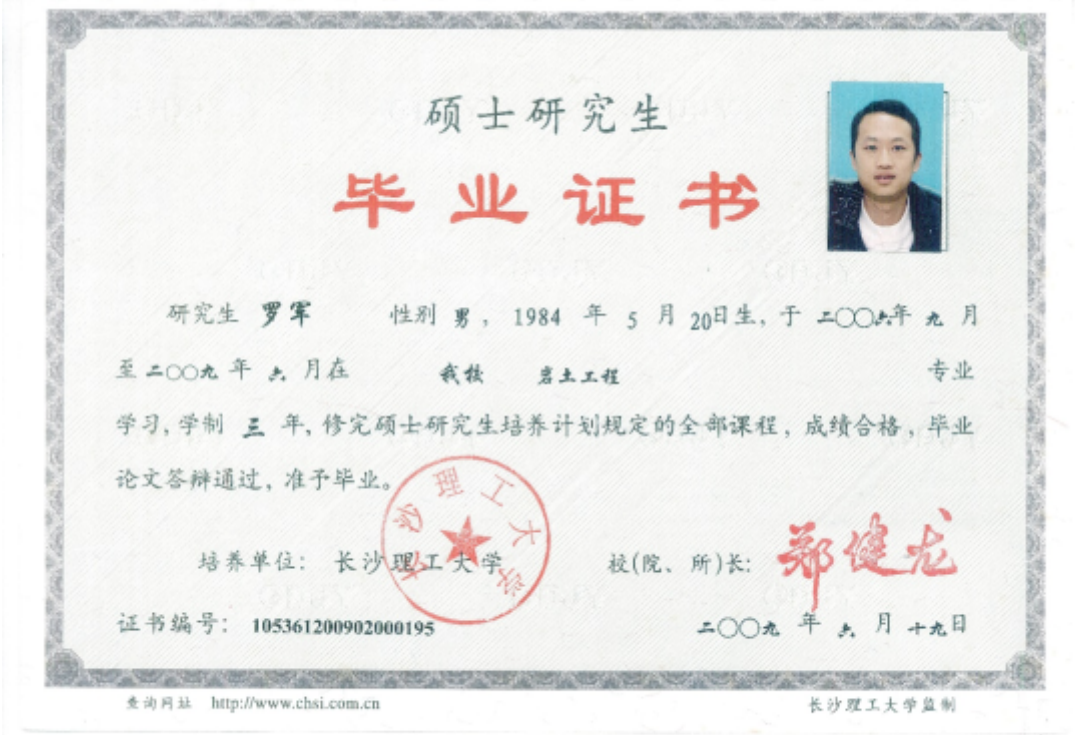 硕士研究生
毕业证书
研究生 罗军 性别 男, 1984 年 5 月 20日生, 于 二〇〇六年 九 月
至二〇〇九 年 六 月在 我校 岩土工程 专业
学习, 学制 三 年, 修完硕士研究生培养计划规定的全部课程, 成绩合格, 毕业
论文答辩通过, 准予毕业。
长沙理工大学
培养单位: 长沙理工大学 校(院、所)长: 郑健龙
证书编号: 105361200902000195 二〇〇九 年 六 月 十九日
查询网址 http://www.chsi.com.cn 长沙理工大学监制